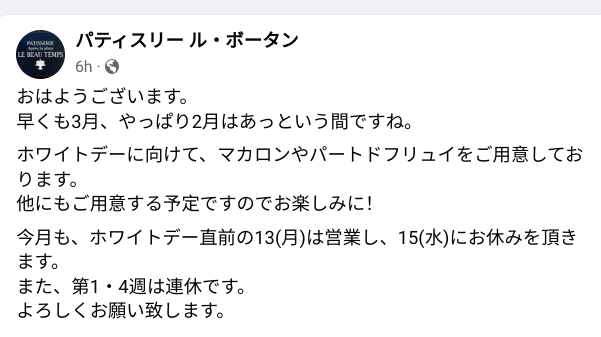 PATISSERIE
Après la pluie
LE BEAU TEMPS
パティスリー ル・ボータン
6h ·
おはようございます。
早くも3月、やっぱり2月はあっという間ですね。
ホワイトデーに向けて、マカロンやパートドフリュイをご用意してお
ります。
他にもご用意する予定ですのでお楽しみに!
今月も、ホワイトデー直前の13(月)は営業し、15(水)にお休みを頂き
ます。
また、第1・4週は連休です。
よろしくお願い致します。